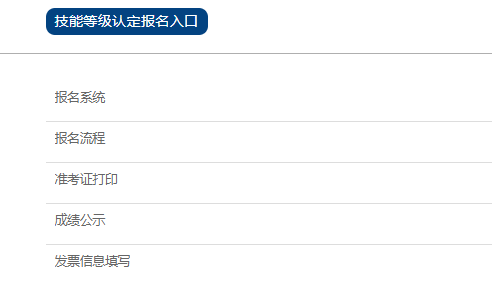 技能等级认定报名入口
报名系统
报名流程
准考证打印
成绩公示
发票信息填写